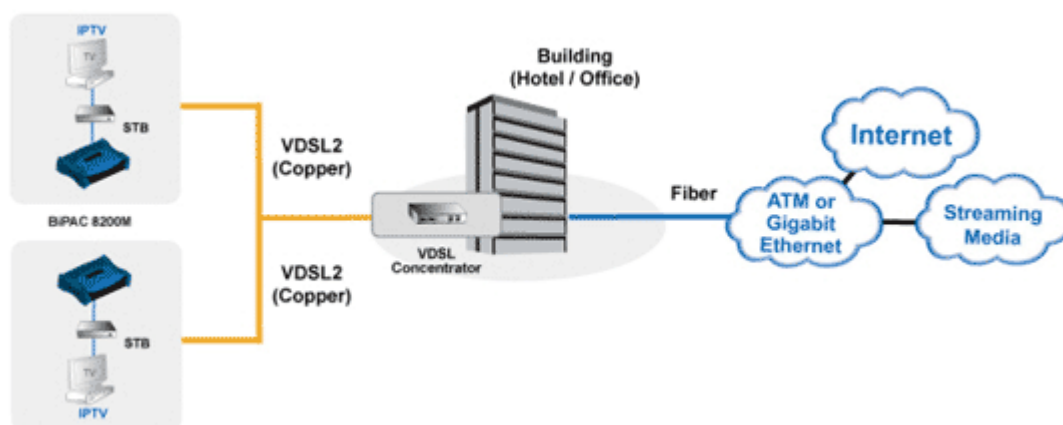 IPTV
TV
STB
BiPAC 8200M
STB
TV
IPTV
VDSL2
(Copper)
VDSL2
(Copper)
VDSL
Concentrator
Building
(Hotel / Office)
Fiber
ATM or
Gigabit
Ethernet
Internet
Streaming
Media